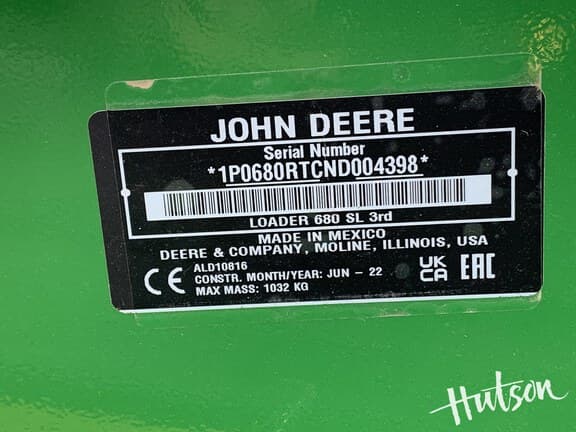 JOHN DEERE
Serial Number
*1P0680RTCND004398*
LOADER 680 SL 3rd
MADE IN MEXICO
DEERE & COMPANY, MOLINE, ILLINOIS, USA
ALD10816
CONSTR. MONTH/YEAR: JUN - 22
MAX MASS: 1032 KG
CE
UK
CA
EAC
Hutson